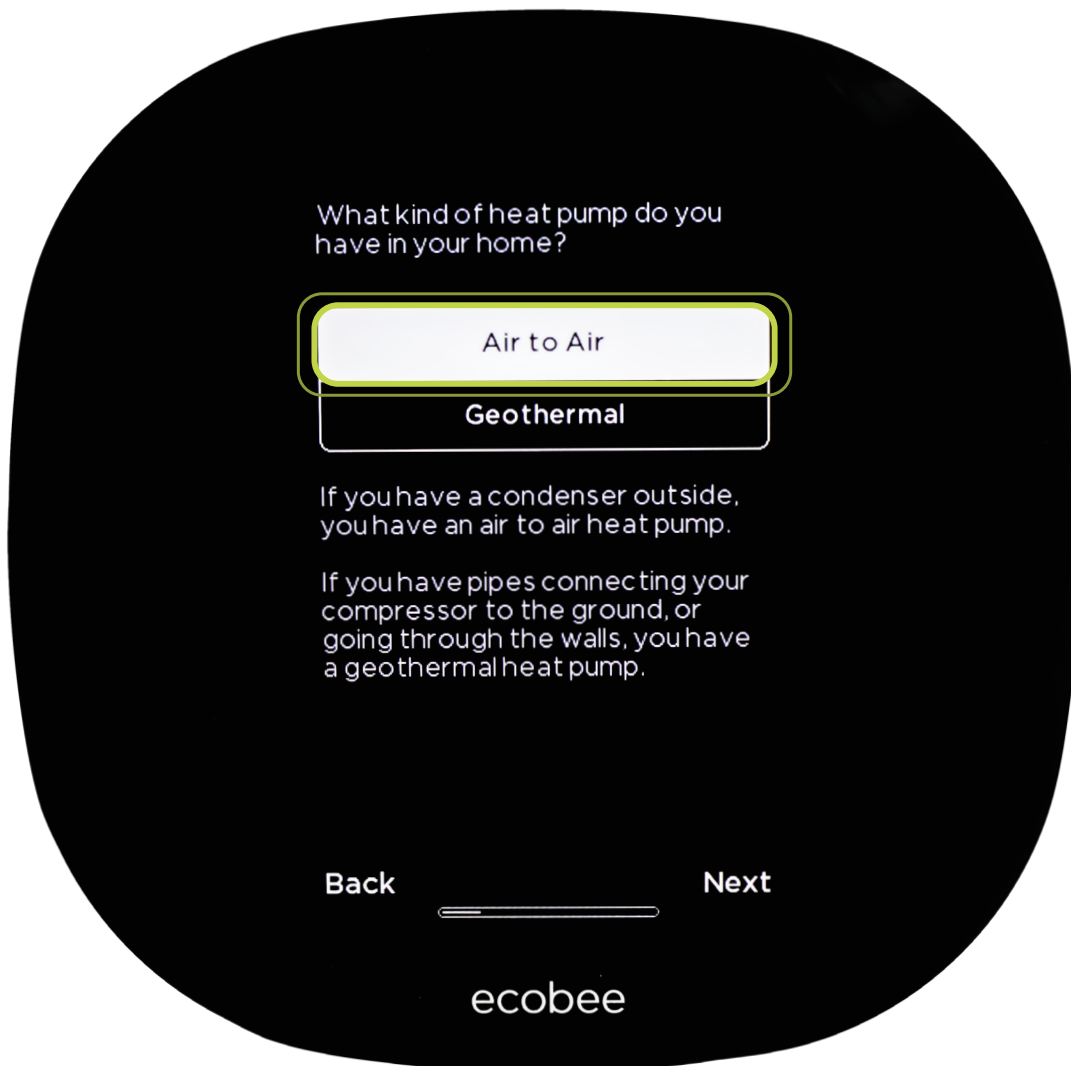 What kind of heat pump do you
have in your home?
Air to Air
Geothermal
If you have a condenser outside,
you have an air to air heat pump.
If you have pipes connecting your
compressor to the ground, or
going through the walls, you have
a geothermal heat pump.
Back
Next
ecobee